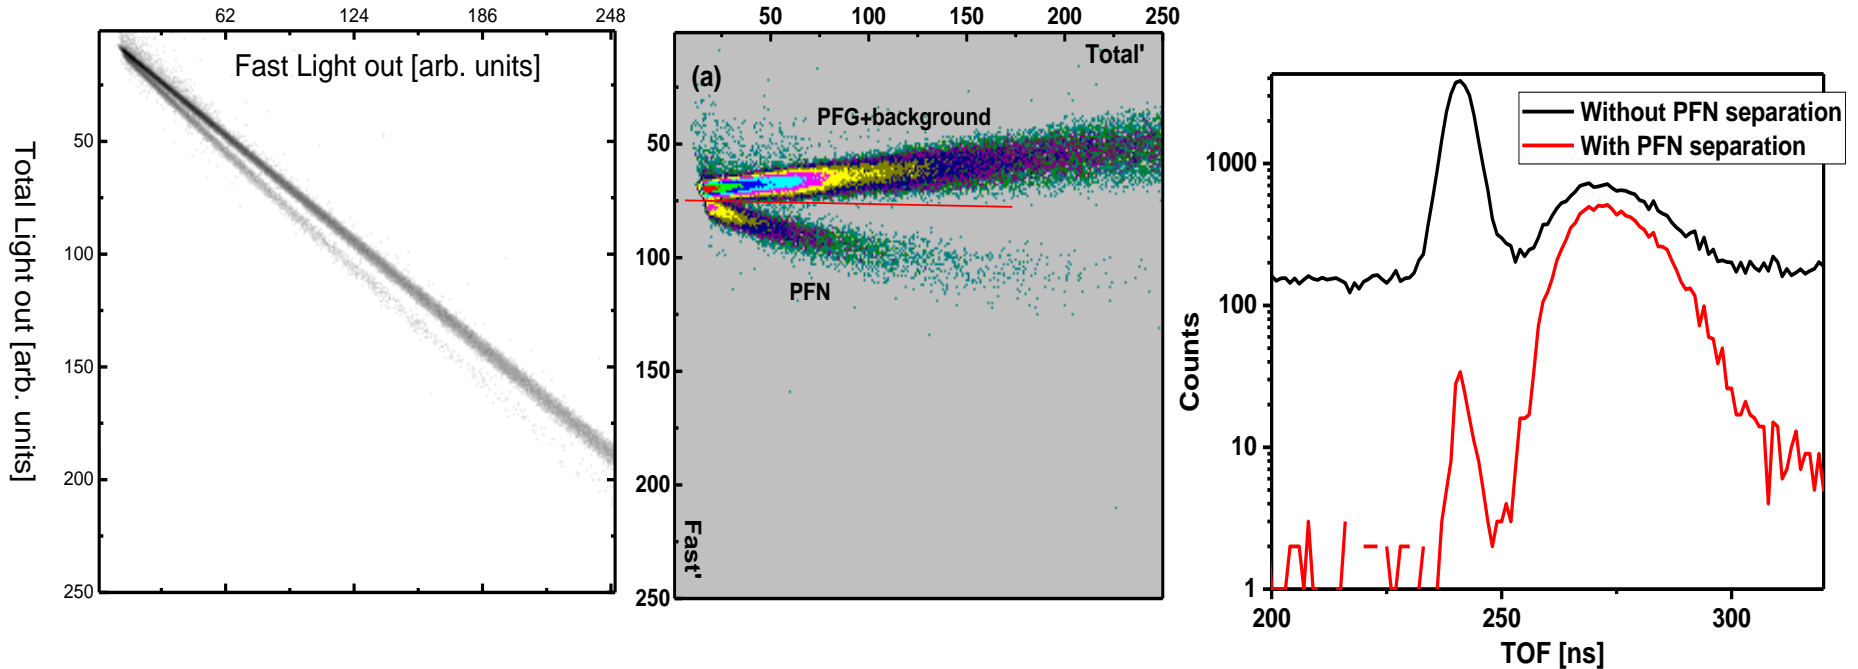 62 124 186 248
Fast Light out [arb. units]
Total Light out [arb. units]
50
100
150
200
250
50 100 150 200 250
Total'
(a)
PFG+background
PFN
50
100
150
200
250
Fast'
Without PFN separation
With PFN separation
Counts
1000
100
10
1
200 250 300
TOF [ns]